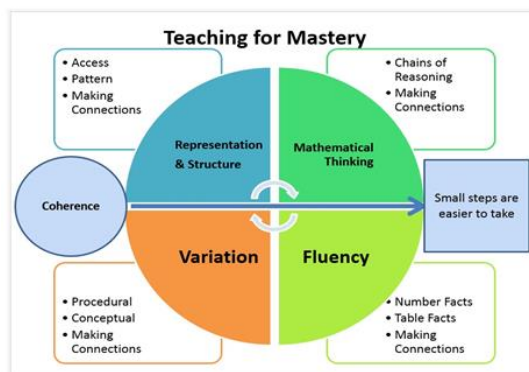 Teaching for Mastery
• Access
• Pattern
• Making
Connections
• Chains of
Reasoning
• Making
Connections
Representation
& Structure
Mathematical
Thinking
Coherence
Small steps are
easier to take
Variation
Fluency
• Procedural
• Conceptual
• Making
Connections
• Number Facts
• Table Facts
• Making
Connections